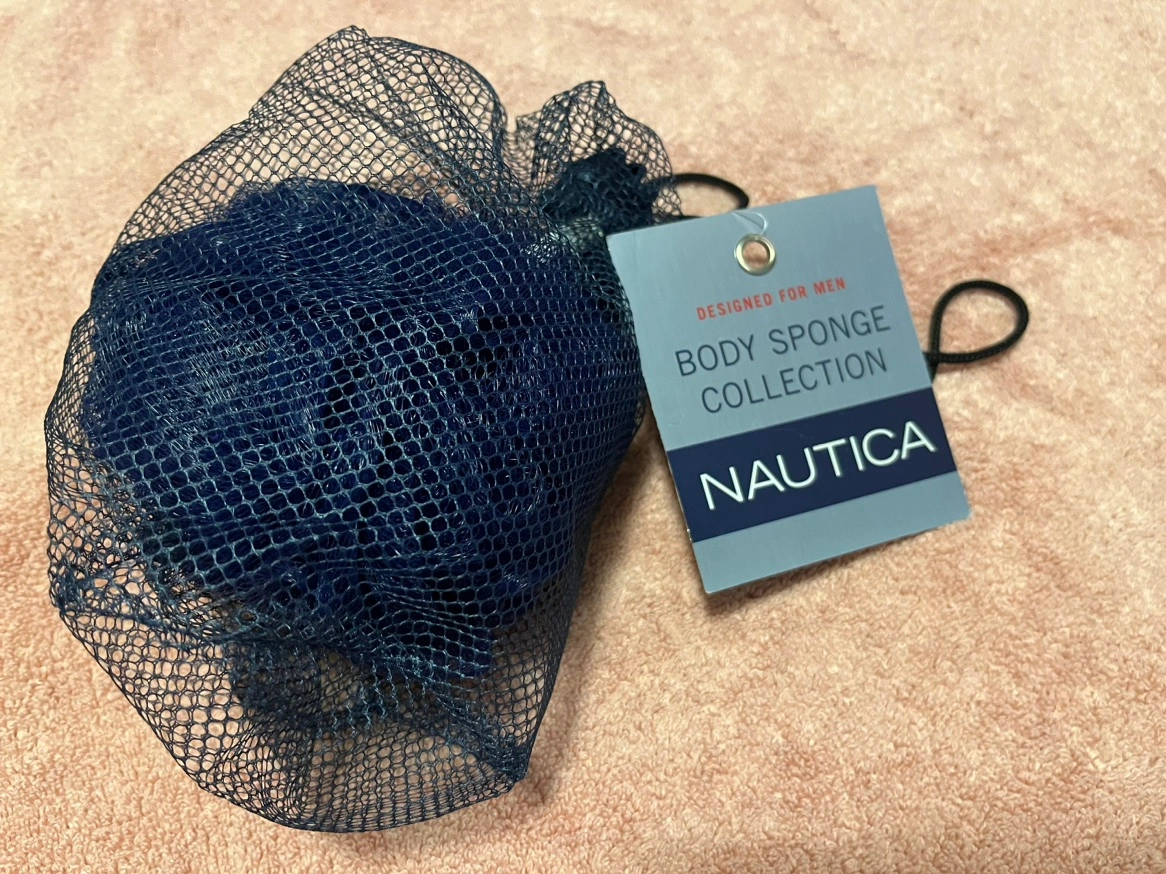 DESIGNED FOR MEN
BODY SPONGE
COLLECTION
NAUTICA